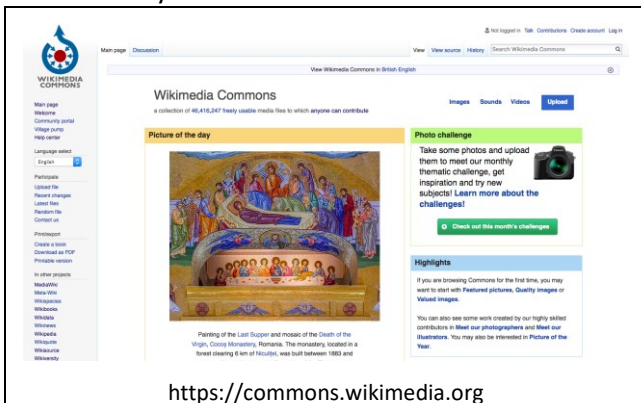 Not logged in Talk Contributions Create account Log in
Main page Discussion
View View source History Search Wikimedia Commons
View Wikimedia Commons in British English
WIKIMEDIA
COMMONS
Main page
Welcome
Community portal
Village pump
Help center
Language select
English
Participate
Upload file
Recent changes
Latest files
Random file
Contact us
Print/export
Create a book
Download as PDF
Printable version
In other projects
MediaWiki
Meta-Wiki
Wikispecies
Wikibooks
Wikidata
Wikinews
Wikipedia
Wikiquote
Wikisource
Wikiversity
Wikimedia Commons
a collection of 46,416,247 freely usable media files to which anyone can contribute
Images Sounds Videos Upload
Picture of the day
Painting of the Last Supper and mosaic of the Death of the
Virgin, Cocoș Monastery, Romania. The monastery, located in a
forest clearing 6 km of Niculițel, was built between 1883 and
Photo challenge
Take some photos and upload
them to meet our monthly
thematic challenge, get
inspiration and try new
subjects! Learn more about the
challenges!
Check out this month's challenges
Highlights
If you are browsing Commons for the first time, you may
want to start with Featured pictures, Quality images or
Valued images.
You can also see some work created by our highly skilled
contributors in Meet our photographers and Meet our
illustrators. You may also be interested in Picture of the
Year.
https://commons.wikimedia.org